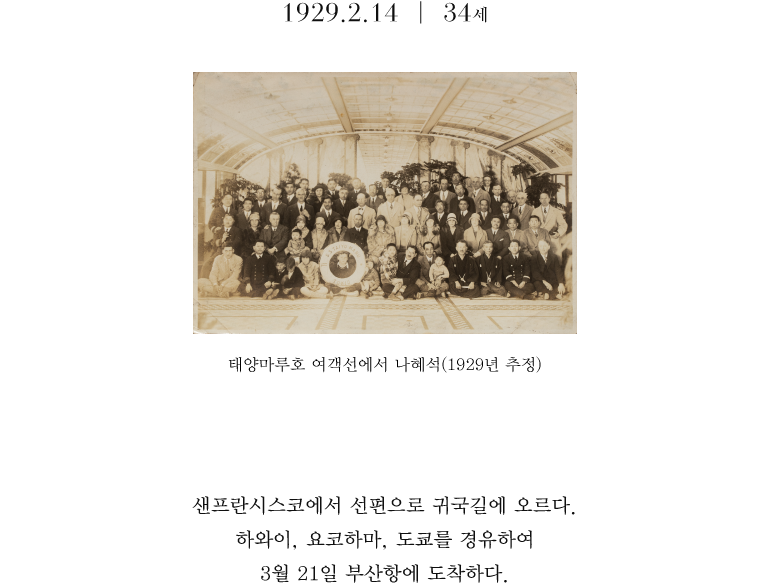 1929.2.14 | 34세
태양마루호 여객선에서 나혜석(1929년 추정)
샌프란시스코에서 선편으로 귀국길에 오르다.
하와이, 요코하마, 도쿄를 경유하여
3월 21일 부산항에 도착하다.